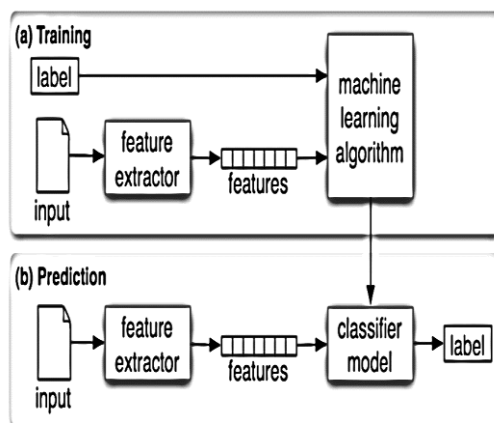 (a) Training
label
machine
learning
algorithm
feature
extractor
features
input
(b) Prediction
feature
extractor
features
classifier
model
label
input